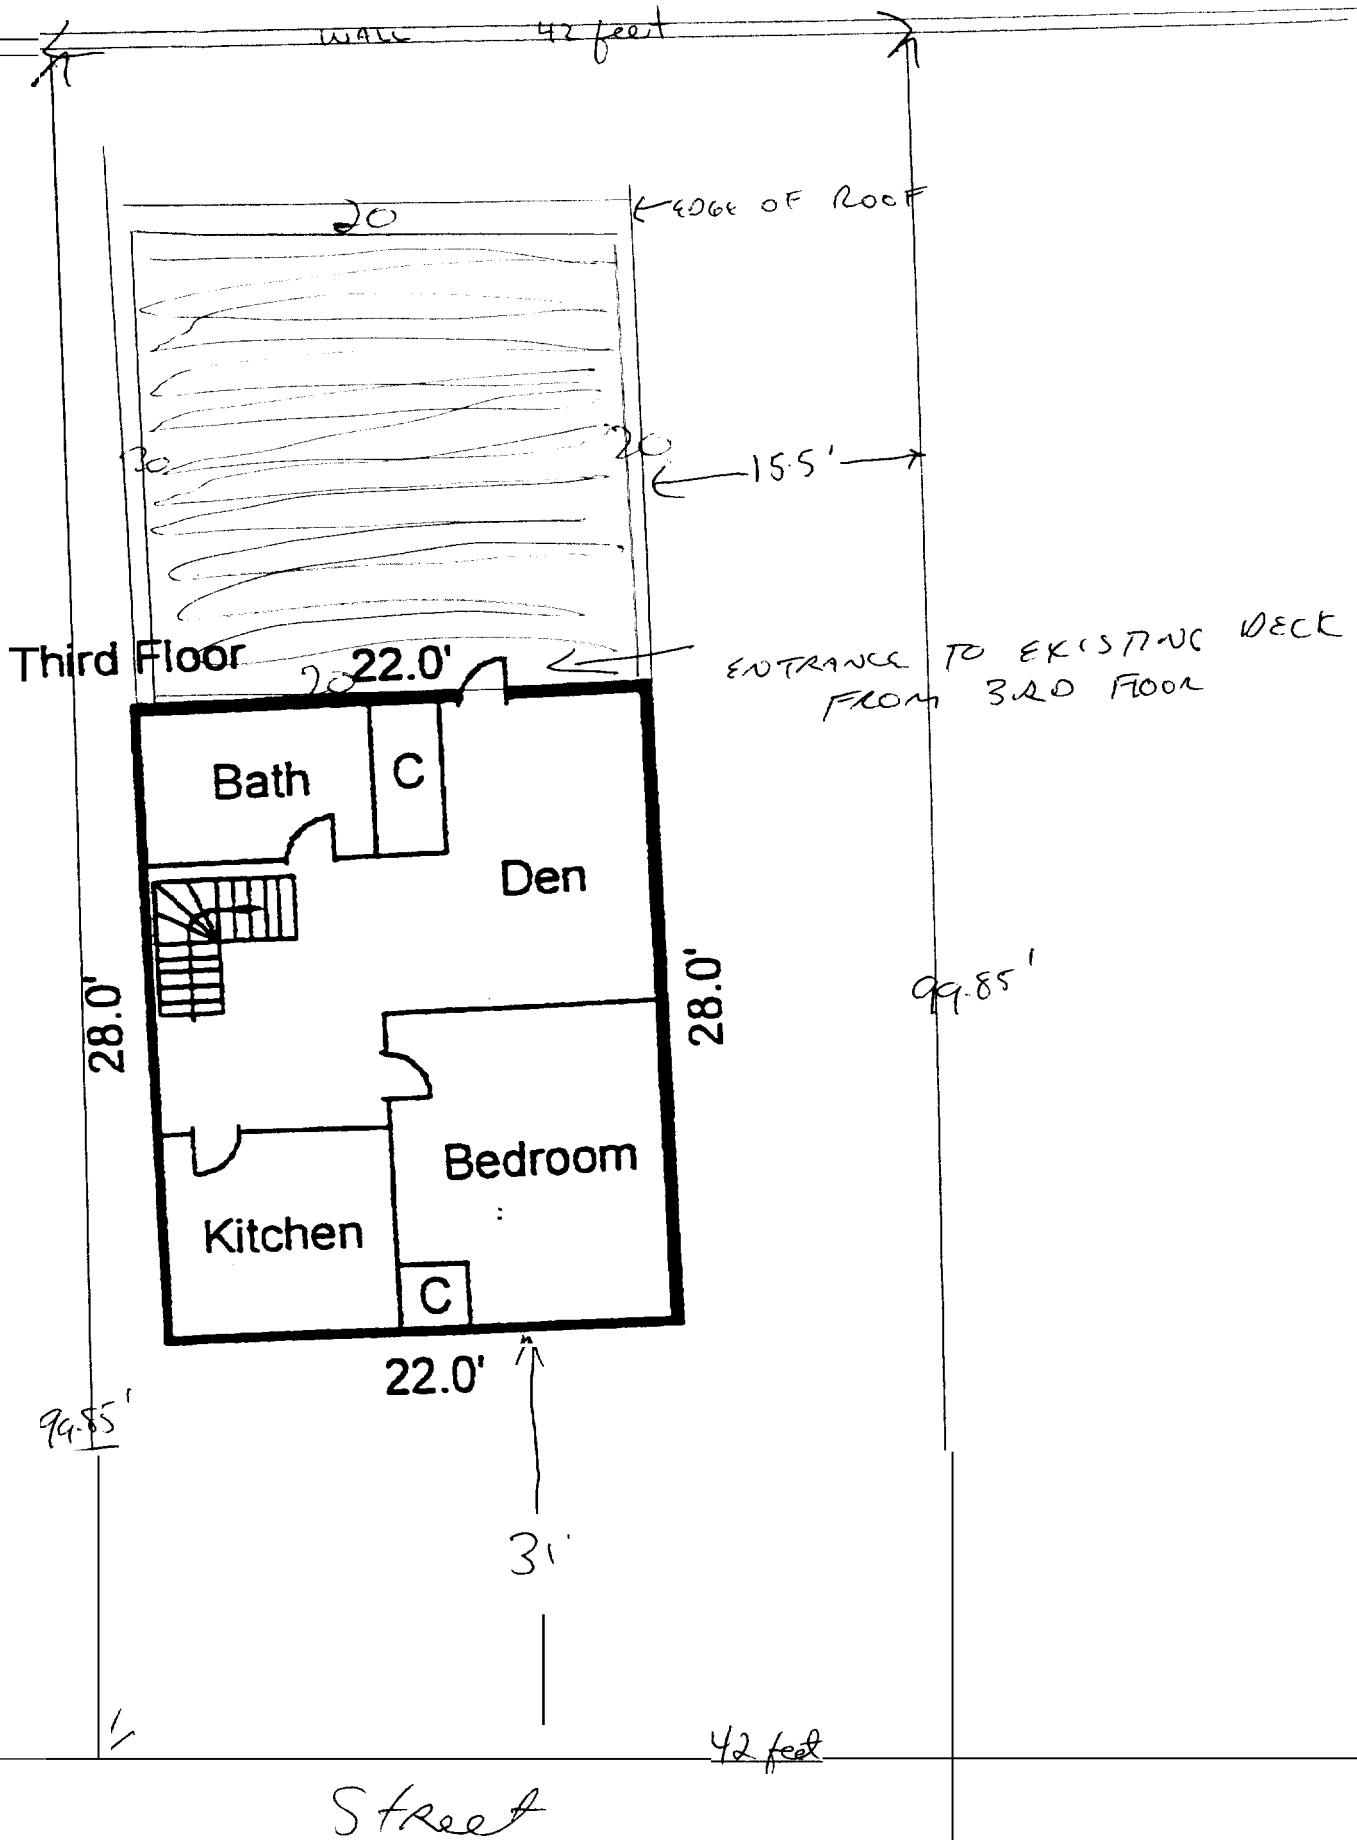 WALL 42 feet
20
←EDGE OF ROOF
30
20
15.5'
Third Floor
20
22.0'
ENTRANCE TO EXISTING DECK
FROM 3RD FLOOR
Bath
C
Den
28.0'
28.0'
99.85'
Bedroom
Kitchen
C
22.0'
99.85'
31'
42 feet
Street